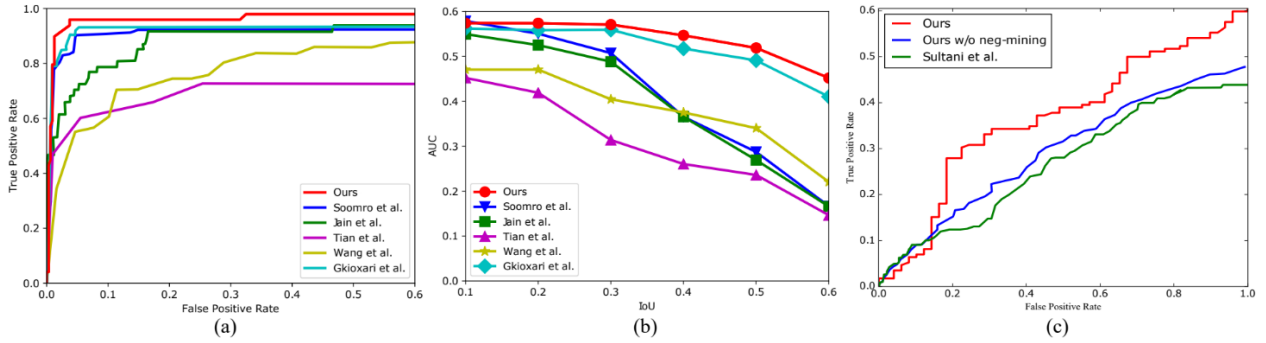 1.0
0.8
0.6
0.4
0.2
0.0
True Positive Rate
0.0 0.1 0.2 0.3 0.4 0.5 0.6
False Positive Rate
Ours
Soomro et al.
Jain et al.
Tian et al.
Wang et al.
Gkioxari et al.
(a)
0.6
0.5
0.4
0.3
0.2
0.1
0.0
AUC
0.1 0.2 0.3 0.4 0.5 0.6
IoU
Ours
Soomro et al.
Jain et al.
Tian et al.
Wang et al.
Gkioxari et al.
(b)
0.6
0.5
0.4
0.3
0.2
0.1
0.0
True Positive Rate
0.0 0.2 0.4 0.6 0.8 1.0
False Positive Rate
Ours
Ours w/o neg-mining
Sultani et al.
(c)